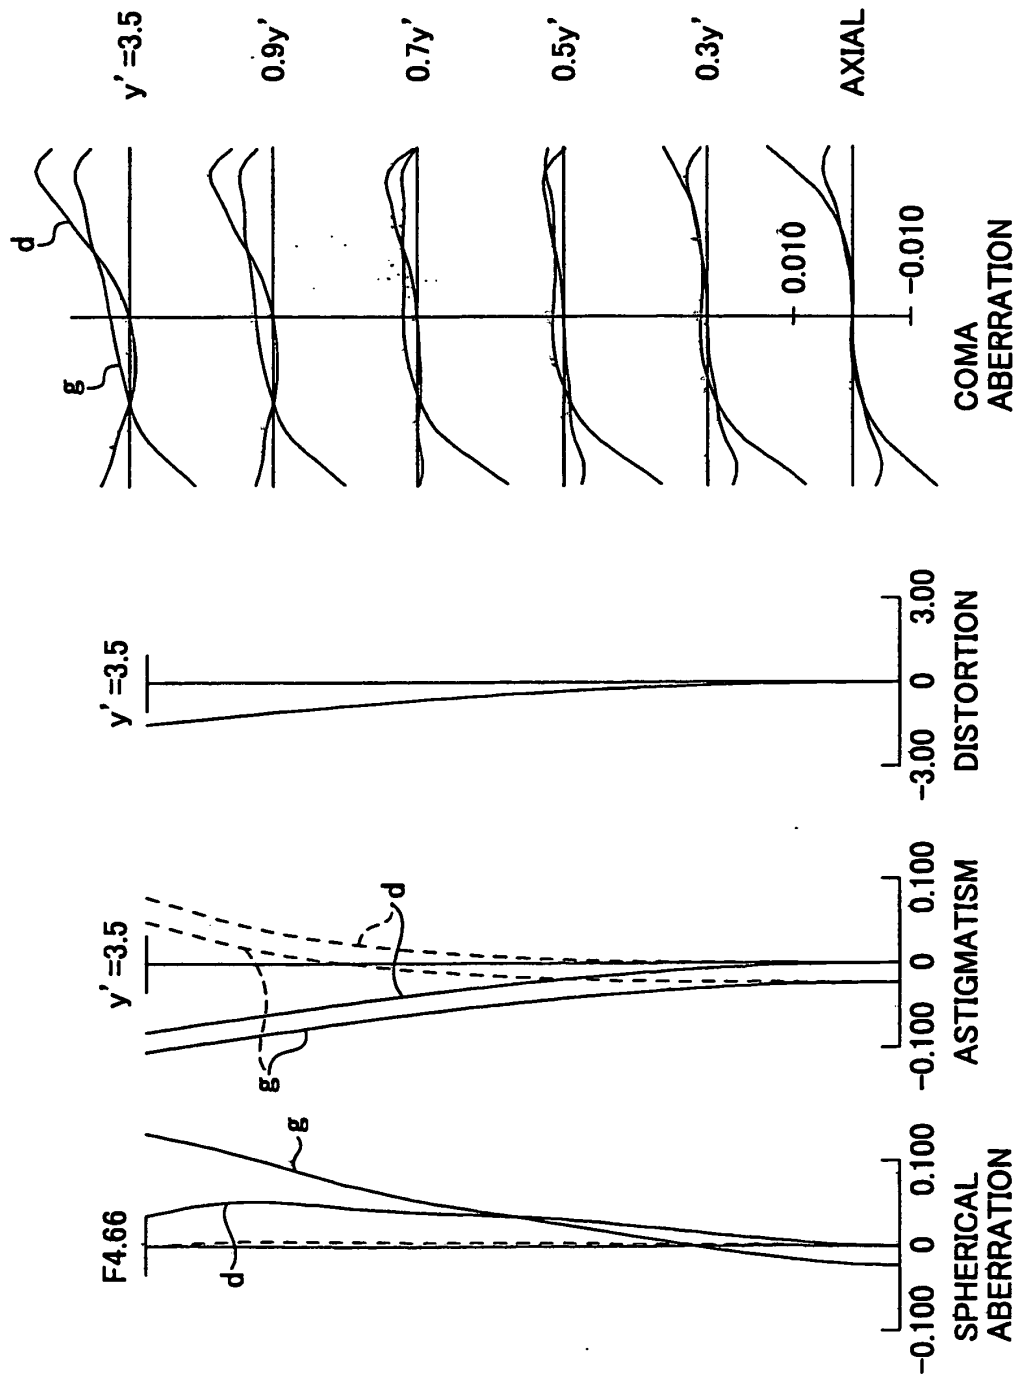 F4.66
d
g
-0.100
0
0.100
SPHERICAL
ABERRATION
y'=3.5
g
d
-0.100
0
0.100
ASTIGMATISM
y'=3.5
-3.00
0
3.00
DISTORTION
d
g
y'=3.5
0.9y'
0.7y'
0.5y'
0.3y'
AXIAL
0.010
-0.010
COMA
ABERRATION